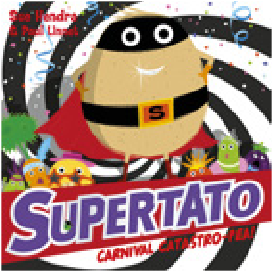 Sue Hendra
& Paul Linnet
S
SUPERTATO
CARNIVAL CATASTRO-PEA!